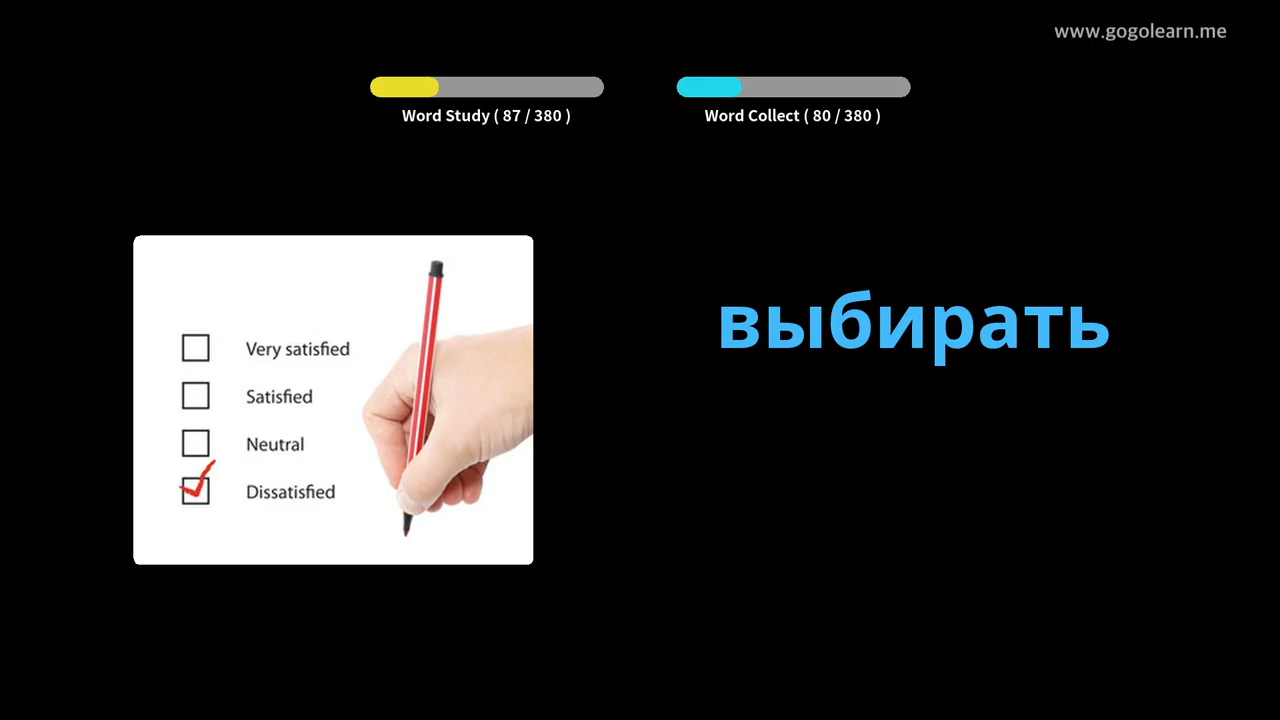 www.gogolearn.me
Word Study ( 87 / 380 )
Word Collect ( 80 / 380 )
Very satisfied
Satisfied
Neutral
Dissatisfied
выбирать